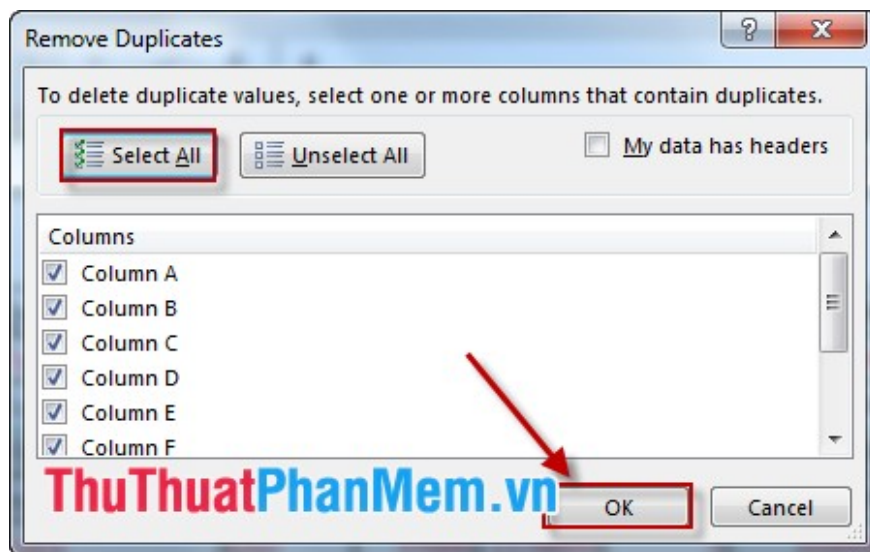 Remove Duplicates
To delete duplicate values, select one or more columns that contain duplicates.
Select All Unselect All My data has headers
Columns
Column A
Column B
Column C
Column D
Column E
Column F
ThuThuatPhanMem.vn
OK Cancel